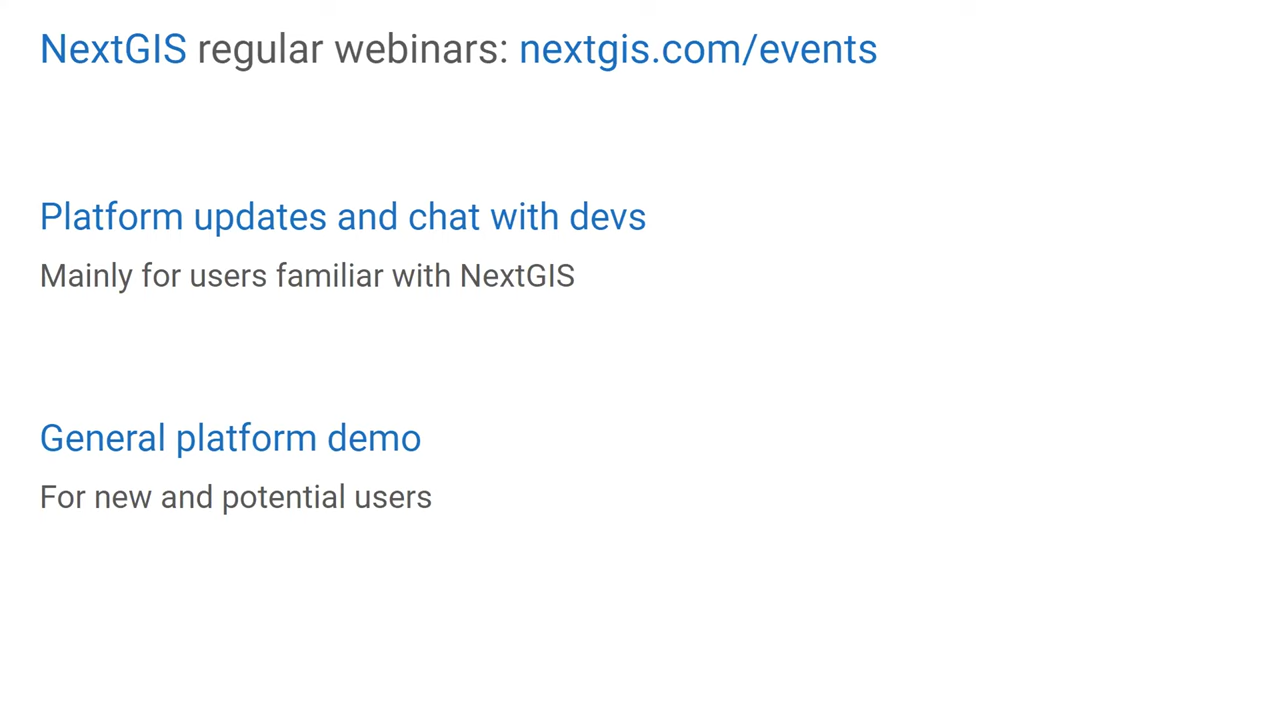 NextGIS regular webinars: nextgis.com/events
Platform updates and chat with devs
Mainly for users familiar with NextGIS
General platform demo
For new and potential users